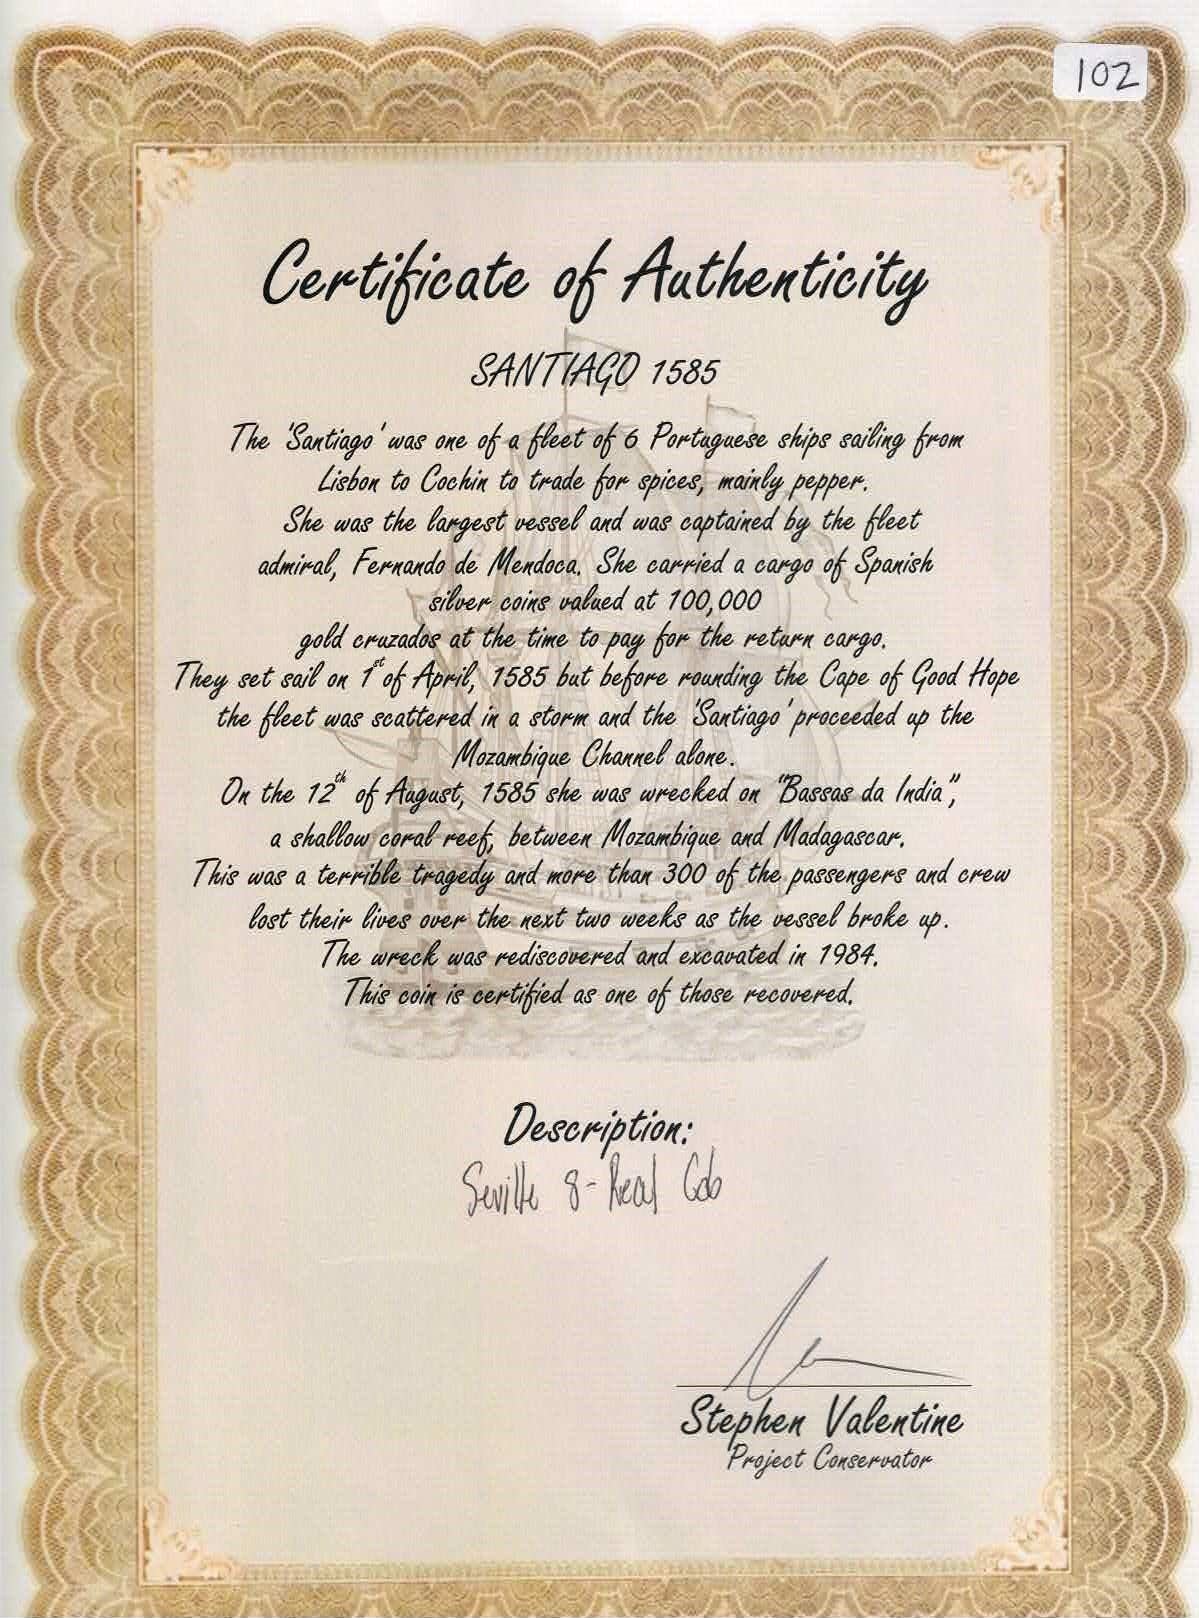 102
Certificate of Authenticity
SANTIAGO 1585
The 'Santiago' was one of a fleet of 6 Portuguese ships sailing from
Lisbon to Cochin to trade for spices, mainly pepper.
She was the largest vessel and was captained by the fleet
admiral, Fernando de Mendoca. She carried a cargo of Spanish
silver coins valued at 100,000
gold cruzados at the time to pay for the return cargo.
They set sail on 1st of April, 1585 but before rounding the Cape of Good Hope
the fleet was scattered in a storm and the 'Santiago' proceeded up the
Mozambique Channel alone.
On the 12th of August, 1585 she was wrecked on "Bassas da India",
a shallow coral reef, between Mozambique and Madagascar.
This was a terrible tragedy and more than 300 of the passengers and crew
lost their lives over the next two weeks as the vessel broke up.
The wreck was rediscovered and excavated in 1984.
This coin is certified as one of those recovered.
Description:
Seville 8-Real Cob
Stephen Valentine
Project Conservator